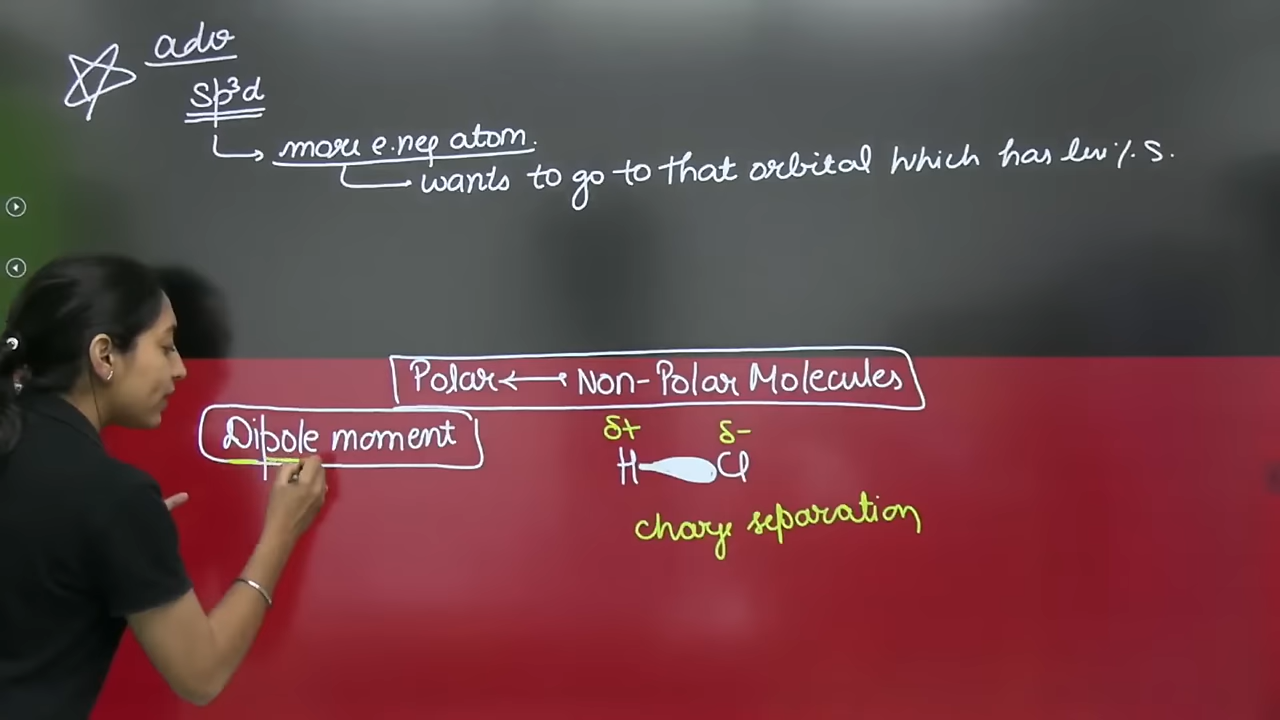 adv
sp³d
more e.neg atom.
wants to go to that orbital which has less % S.
Polar ⟷ Non-Polar Molecules
Dipole moment
δ+ δ-
H Cl
charge separation